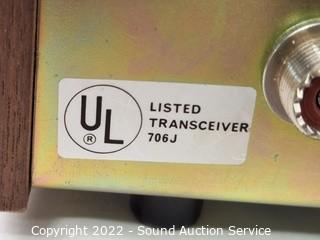 UL
®
LISTED
TRANSCEIVER
706J
Copyright 2022 - Sound Auction Service